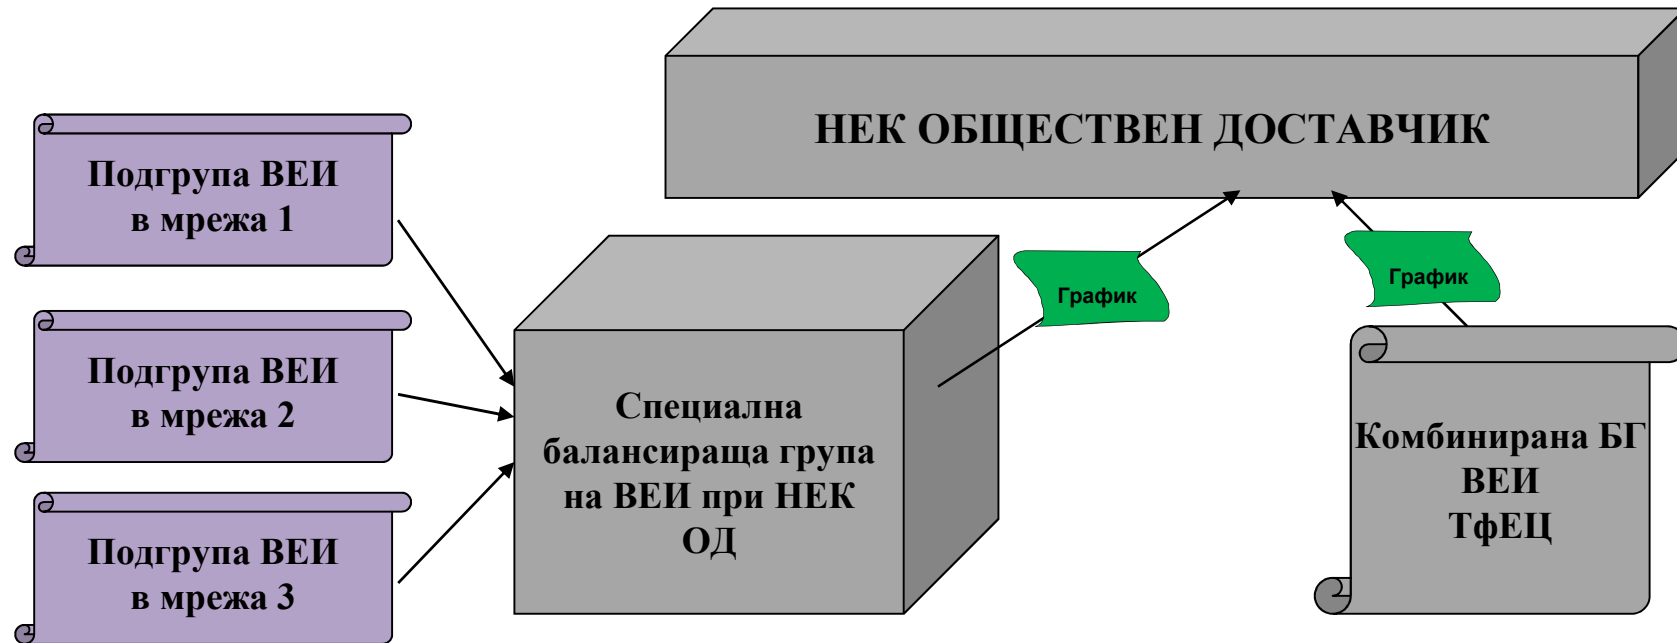 НЕК ОБЩЕСТВЕН ДОСТАВЧИК
Подгрупа ВЕИ
в мрежа 1
Подгрупа ВЕИ
в мрежа 2
Подгрупа ВЕИ
в мрежа 3
Специална
балансираща група
на ВЕИ при НЕК
ОД
График
График
Комбинирана БГ
ВЕИ
ТфЕЦ